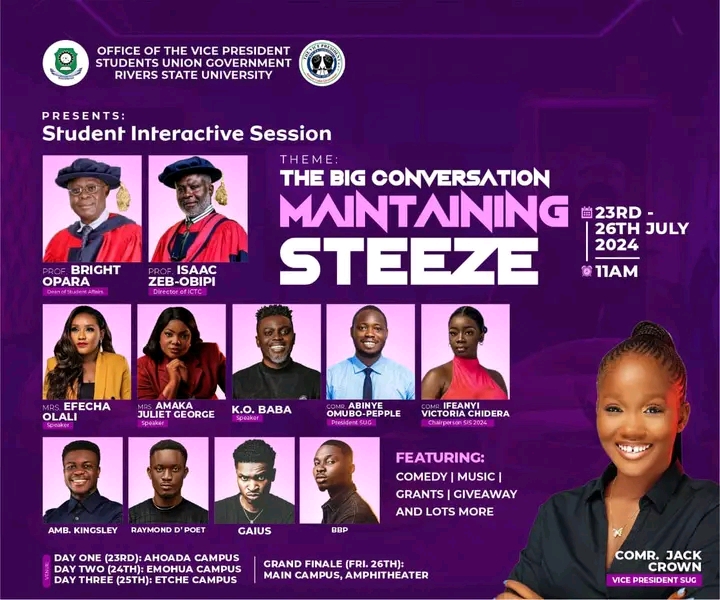 OFFICE OF THE VICE PRESIDENT
STUDENTS UNION GOVERNMENT
RIVERS STATE UNIVERSITY
PRESENTS:
Student Interactive Session
THEME:
THE BIG CONVERSATION
MAINTAINING
STEEZE
23RD -
26TH JULY
2024
11AM
PROF. BRIGHT
OPARA
Dean of Student Affairs
PROF. ISAAC
ZEB-OBIPI
Director of ICTC
MRS. EFECHA
OLALI
Speaker
MRS. AMAKA
JULIET GEORGE
Speaker
K.O. BABA
Speaker
COMR. ABINYE
OMUBO-PEPPLE
President SUG
COMR. IFEANYI
VICTORIA CHIDERA
Chairperson SIS 2024
AMB. KINGSLEY
RAYMOND D'POET
GAIUS
BBP
FEATURING:
COMEDY | MUSIC |
GRANTS | GIVEAWAY
AND LOTS MORE
COMR. JACK
CROWN
VICE PRESIDENT SUG
VENUE:
DAY ONE (23RD): AHOADA CAMPUS
DAY TWO (24TH): EMOHUA CAMPUS
DAY THREE (25TH): ETCHE CAMPUS
GRAND FINALE (FRI. 26TH):
MAIN CAMPUS, AMPHITHEATER